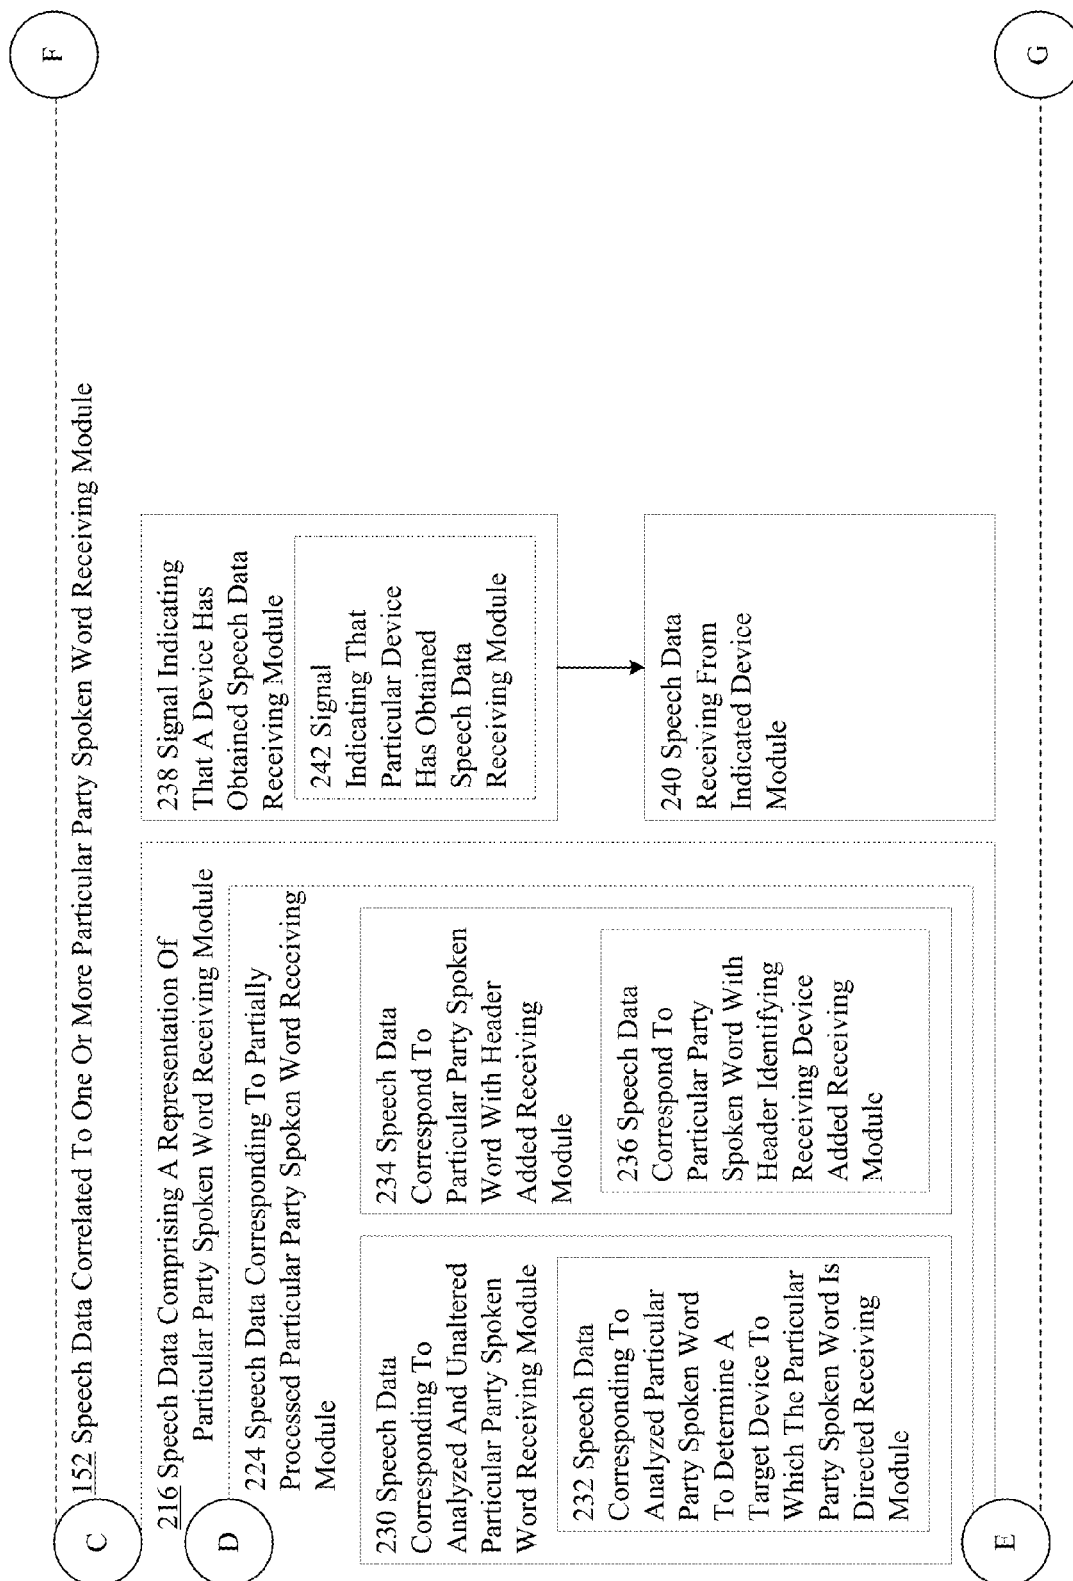 C
F
152 Speech Data Correlated To One Or More Particular Party Spoken Word Receiving Module
216 Speech Data Comprising A Representation Of
Particular Party Spoken Word Receiving Module
D
224 Speech Data Corresponding To Partially
Processed Particular Party Spoken Word Receiving
Module
230 Speech Data
Corresponding To
Analyzed And Unaltered
Particular Party Spoken
Word Receiving Module
232 Speech Data
Corresponding To
Analyzed Particular
Party Spoken Word
To Determine A
Target Device To
Which The Particular
Party Spoken Word Is
Directed Receiving
Module
234 Speech Data
Correspond To
Particular Party Spoken
Word With Header
Added Receiving
Module
236 Speech Data
Correspond To
Particular Party
Spoken Word With
Header Identifying
Receiving Device
Added Receiving
Module
238 Signal Indicating
That A Device Has
Obtained Speech Data
Receiving Module
242 Signal
Indicating That
Particular Device
Has Obtained
Speech Data
Receiving Module
240 Speech Data
Receiving From
Indicated Device
Module
E
G